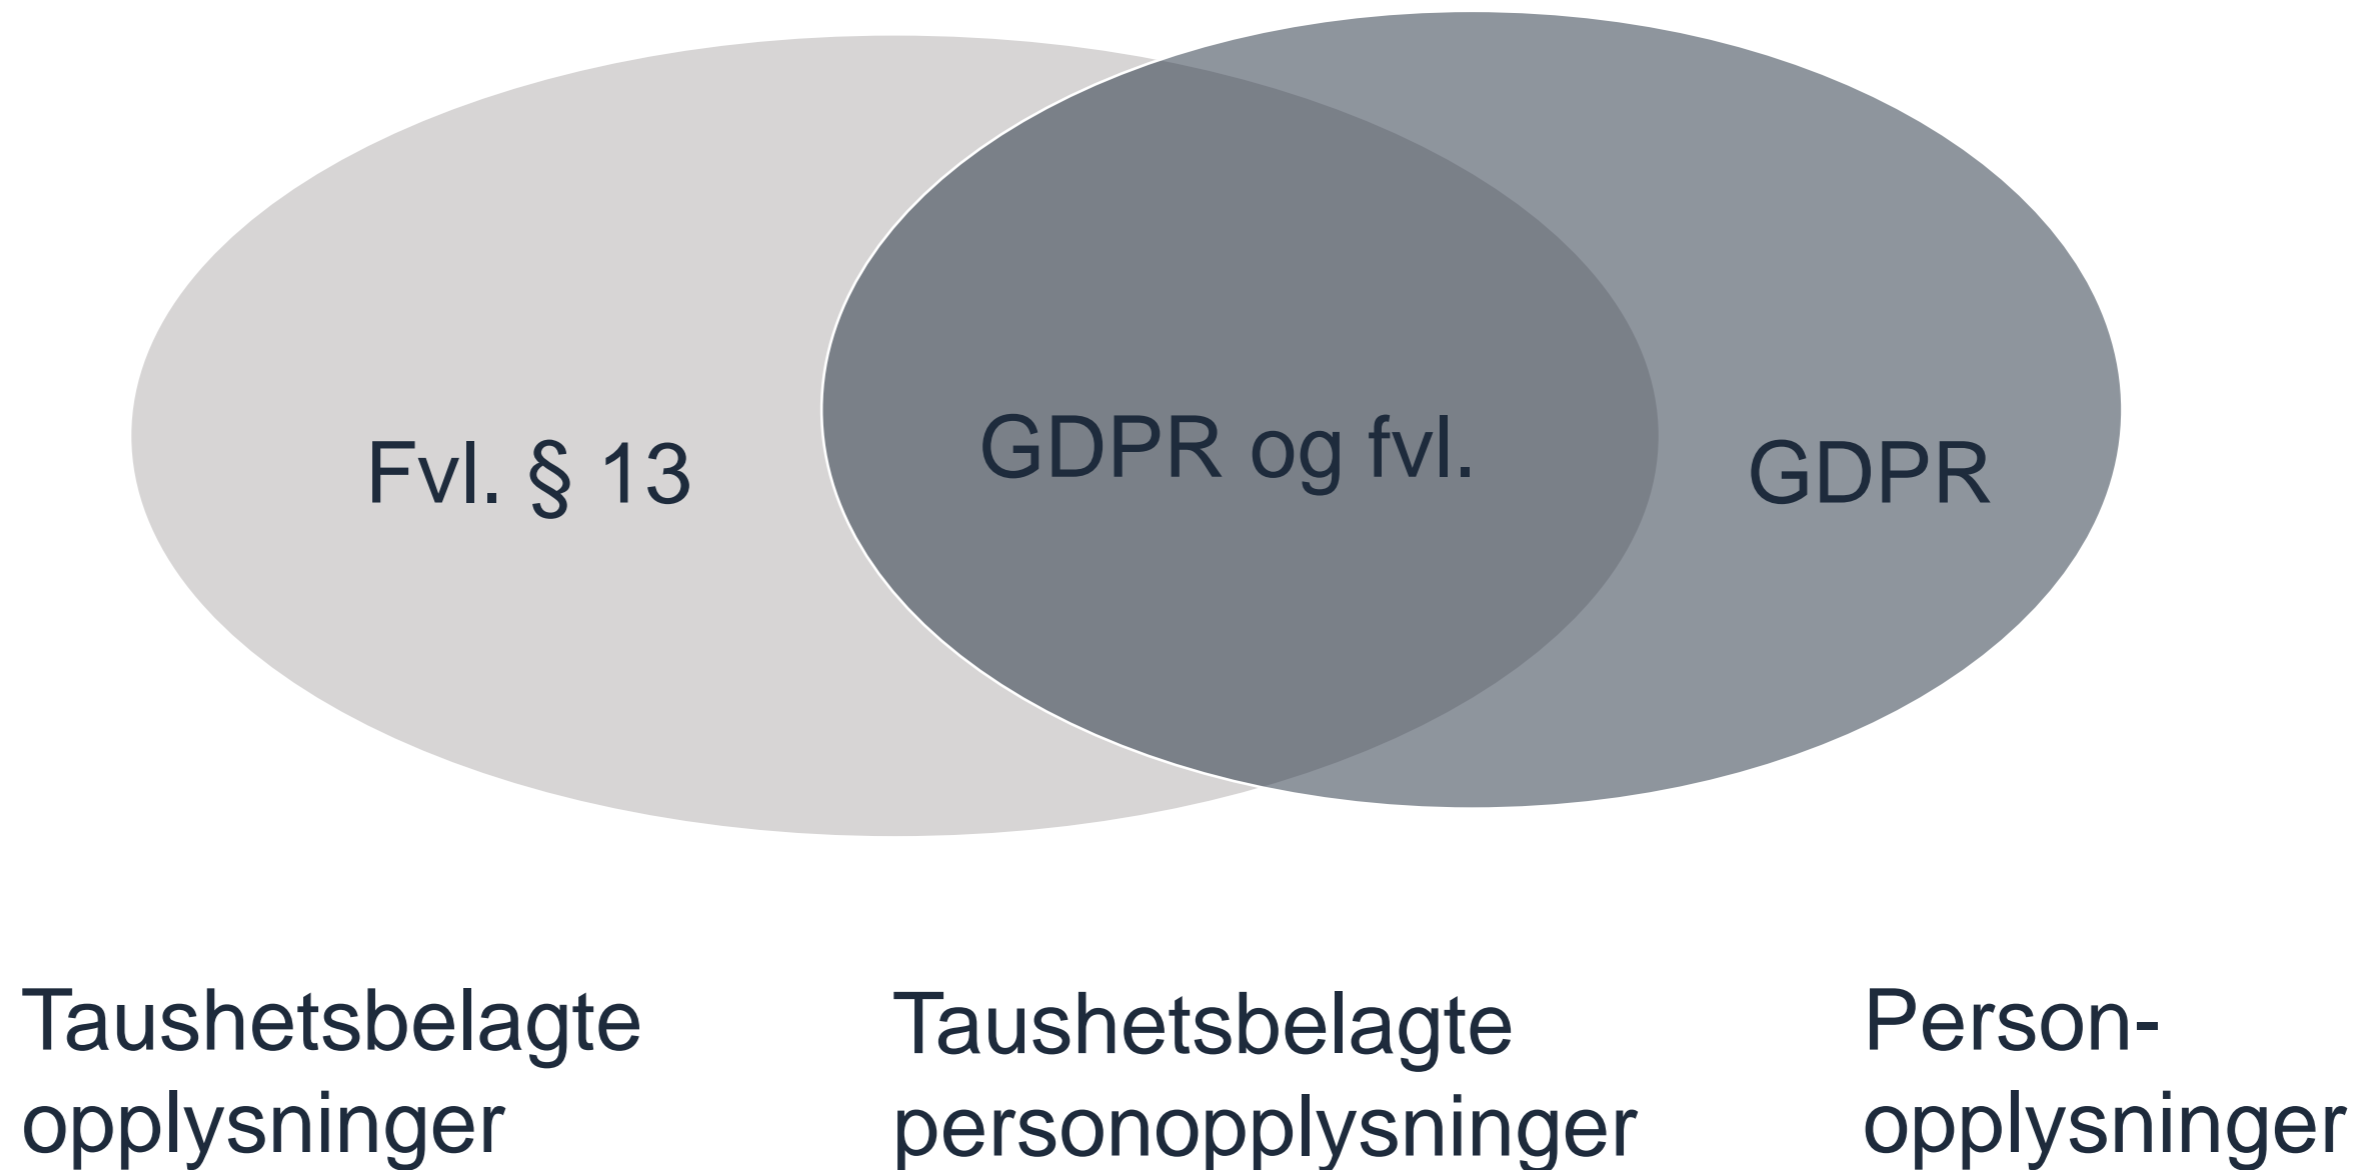 Fvl. § 13
GDPR og fvl.
GDPR
Taushetsbelagte
opplysninger
Taushetsbelagte
personopplysninger
Person-
opplysninger